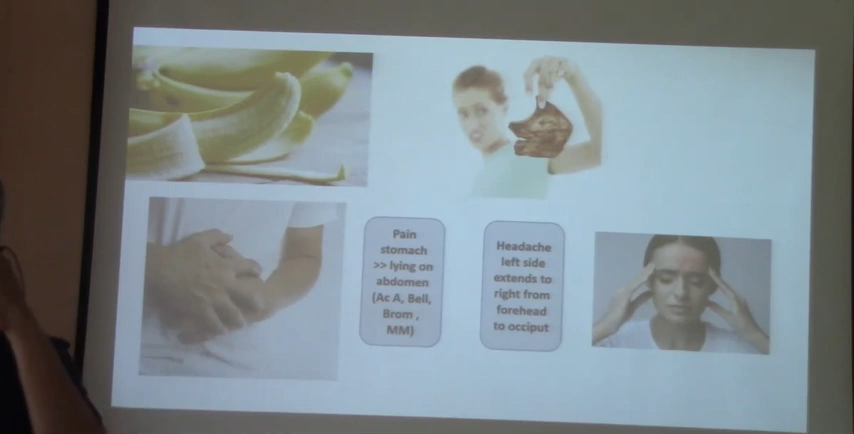 Pain
stomach
>> lying on
abdomen
(Ac A, Bell,
Brom ,
MM)
Headache
left side
extends to
right from
forehead
to occiput